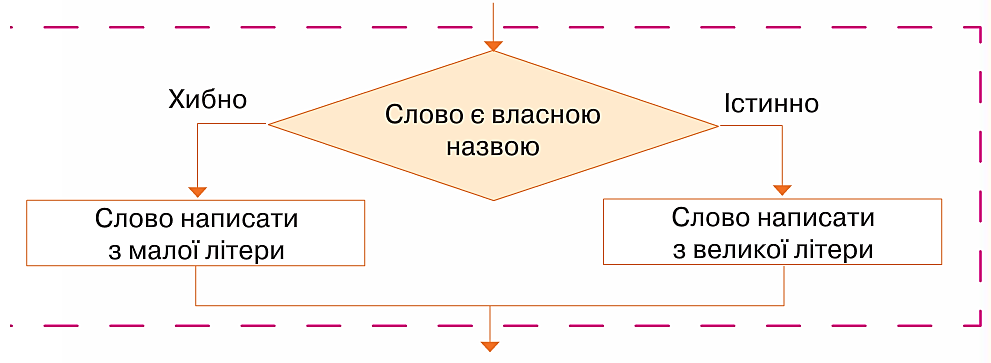 Хибно
Істинно
Слово є власною
назвою
Слово написати
з малої літери
Слово написати
з великої літери